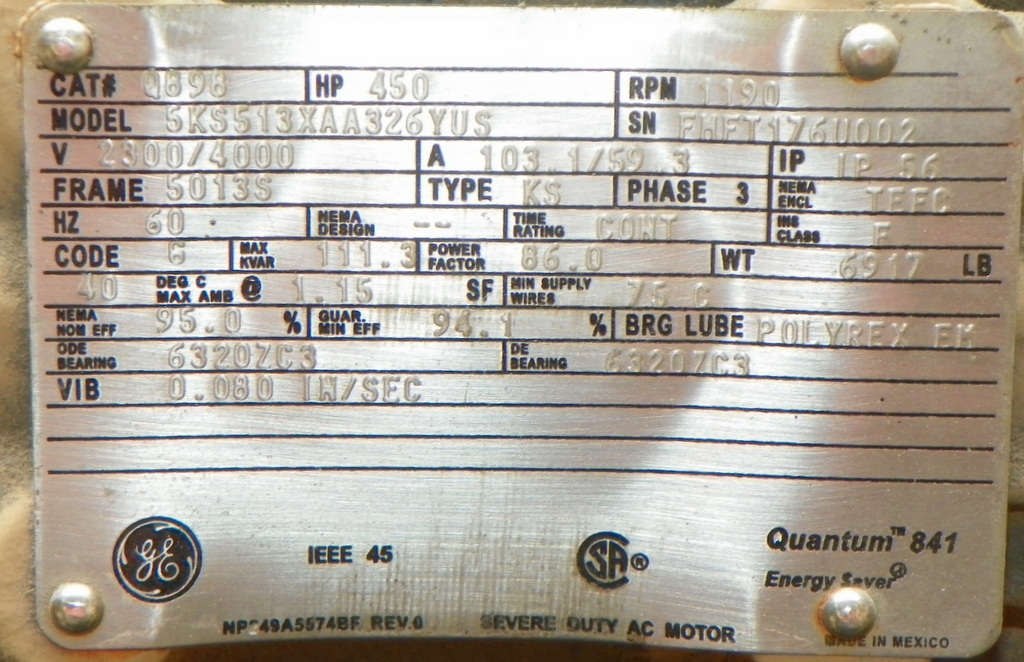 CAT# Q898 HP 450 RPM 1190
MODEL 5KS513XAA326YUS SN FHFT176U002
V 2300/4000 A 103.1/59.3 IP IP 56
FRAME 5013S TYPE KS PHASE 3 NEMA ENCL TEFC
HZ 60 NEMA DESIGN -- TIME RATING CONT INS CLASS F
CODE G MAX KVAR 111.3 POWER FACTOR 86.0 WT 6917 LB
40 DEG C MAX AMB @ 1.15 SF MIN SUPPLY WIRES 75 C
NEMA NOM EFF 95.0 % GUAR. MIN EFF 94.1 % BRG LUBE POLYREX EM
ODE BEARING 6320ZC3 DE BEARING 6320ZC3
VIB 0.080 IN/SEC
GE IEEE 45 SA® Quantum™ 841
Energy Saver
REV.0 SEVERE DUTY AC MOTOR
MADE IN MEXICO